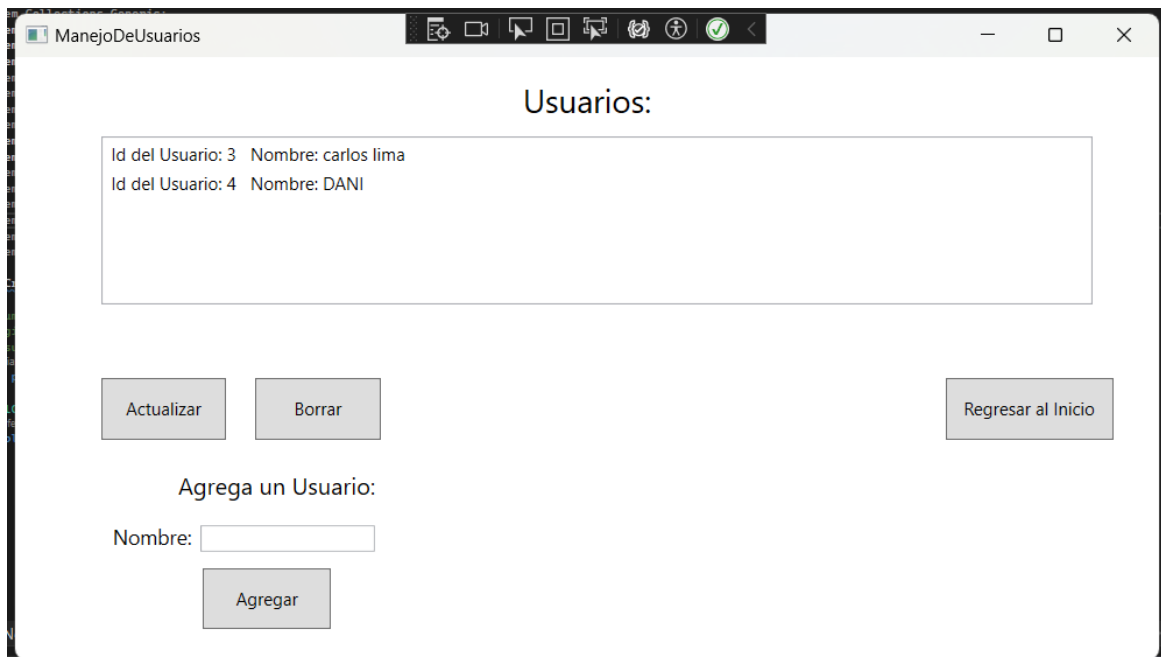 ManejoDeUsuarios
Usuarios:
Id del Usuario: 3 Nombre: carlos lima
Id del Usuario: 4 Nombre: DANI
Actualizar
Borrar
Regresar al Inicio
Agrega un Usuario:
Nombre:
Agregar